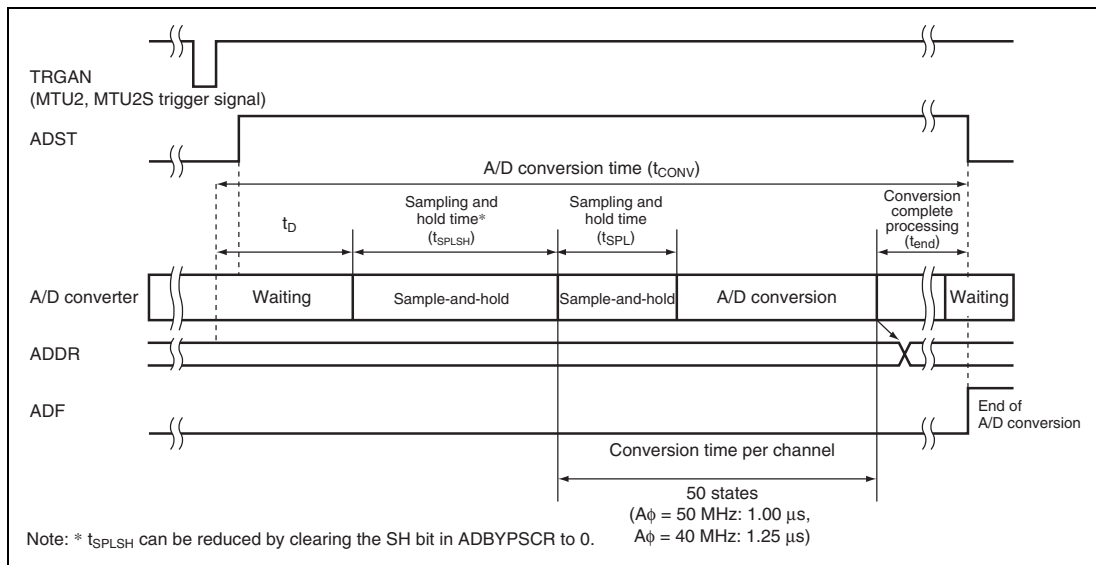 TRGAN
(MTU2, MTU2S trigger signal)
ADST
A/D conversion time (tCONV)
tD
Sampling and
hold time*
(tSPLSH)
Sampling and
hold time
(tSPL)
Conversion
complete
processing
(tend)
A/D converter
Waiting
Sample-and-hold
Sample-and-hold
A/D conversion
Waiting
ADDR
ADF
End of
A/D conversion
Conversion time per channel
50 states
(Aϕ = 50 MHz: 1.00 μs,
Aϕ = 40 MHz: 1.25 μs)
Note: * tSPLSH can be reduced by clearing the SH bit in ADBYPSCR to 0.